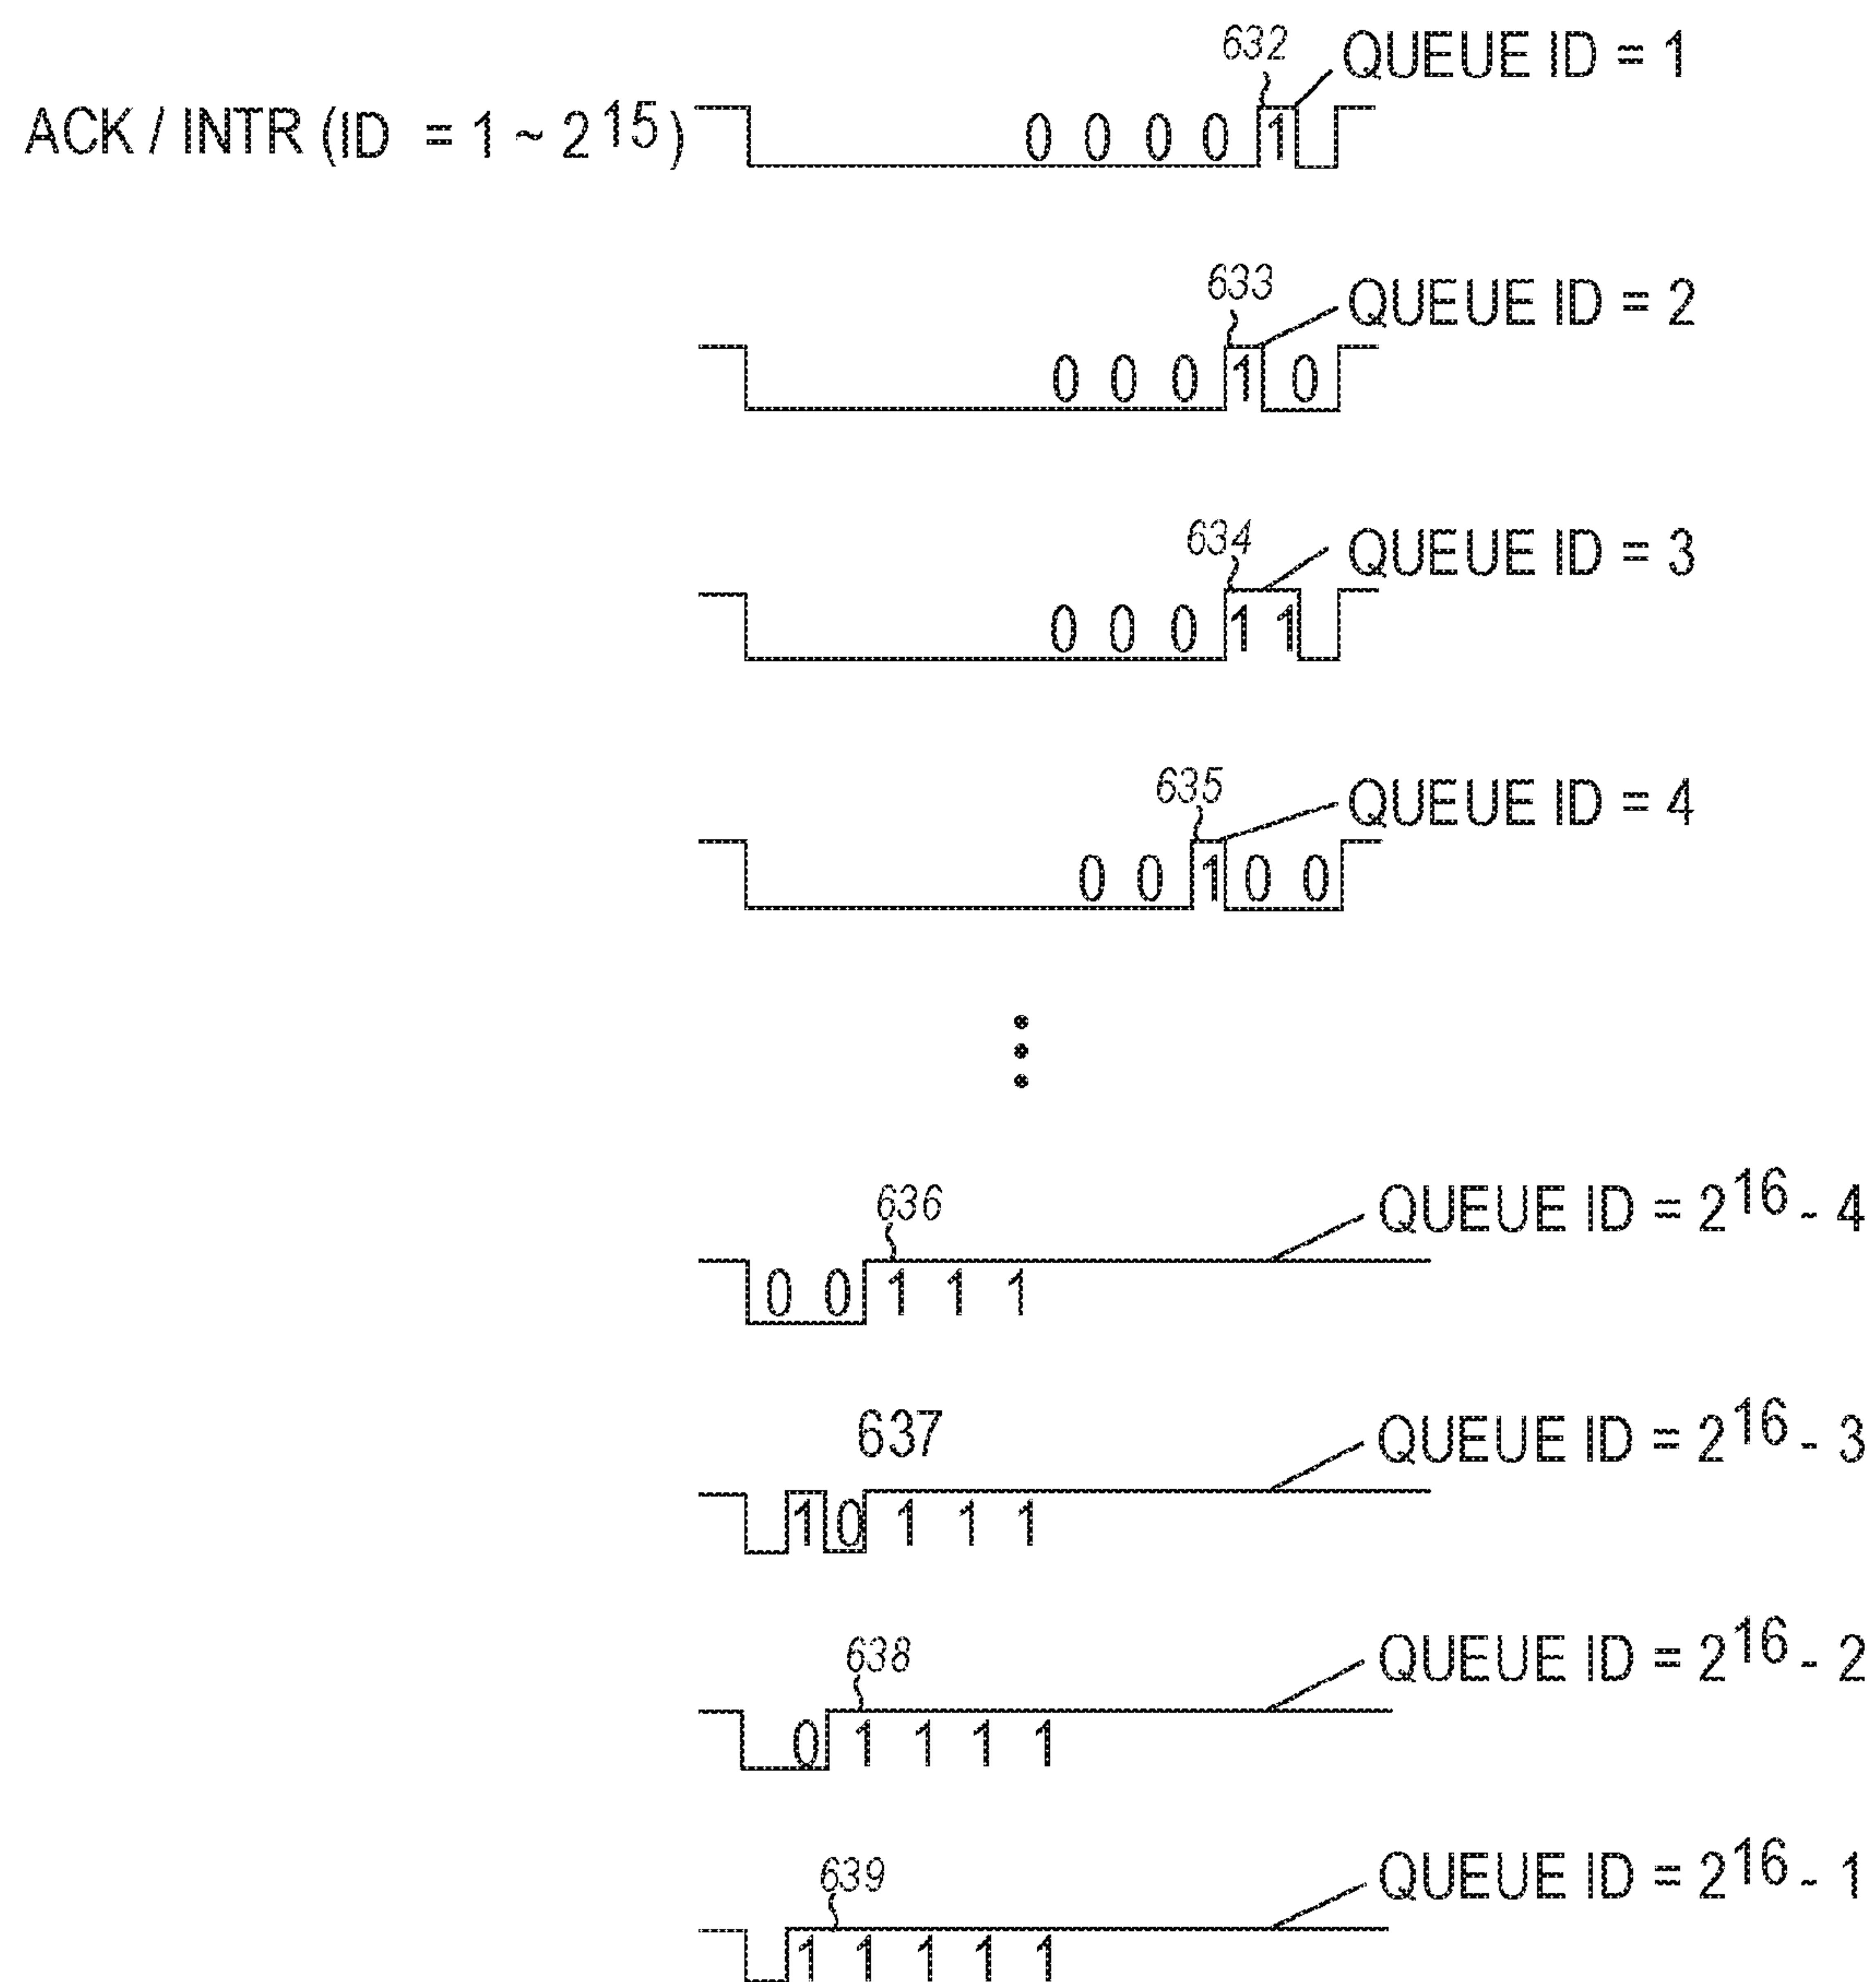 632 QUEUE ID = 1
ACK / INTR (ID = 1 ~ 2^15) 0 0 0 0 1
633 QUEUE ID = 2
0 0 0 1 0
634 QUEUE ID = 3
0 0 0 1 1
635 QUEUE ID = 4
0 0 1 0 0
636 QUEUE ID = 2^16 - 4
0 0 1 1 1
637 QUEUE ID = 2^16 - 3
1 0 1 1 1
638 QUEUE ID = 2^16 - 2
0 1 1 1 1
639 QUEUE ID = 2^16 - 1
1 1 1 1 1